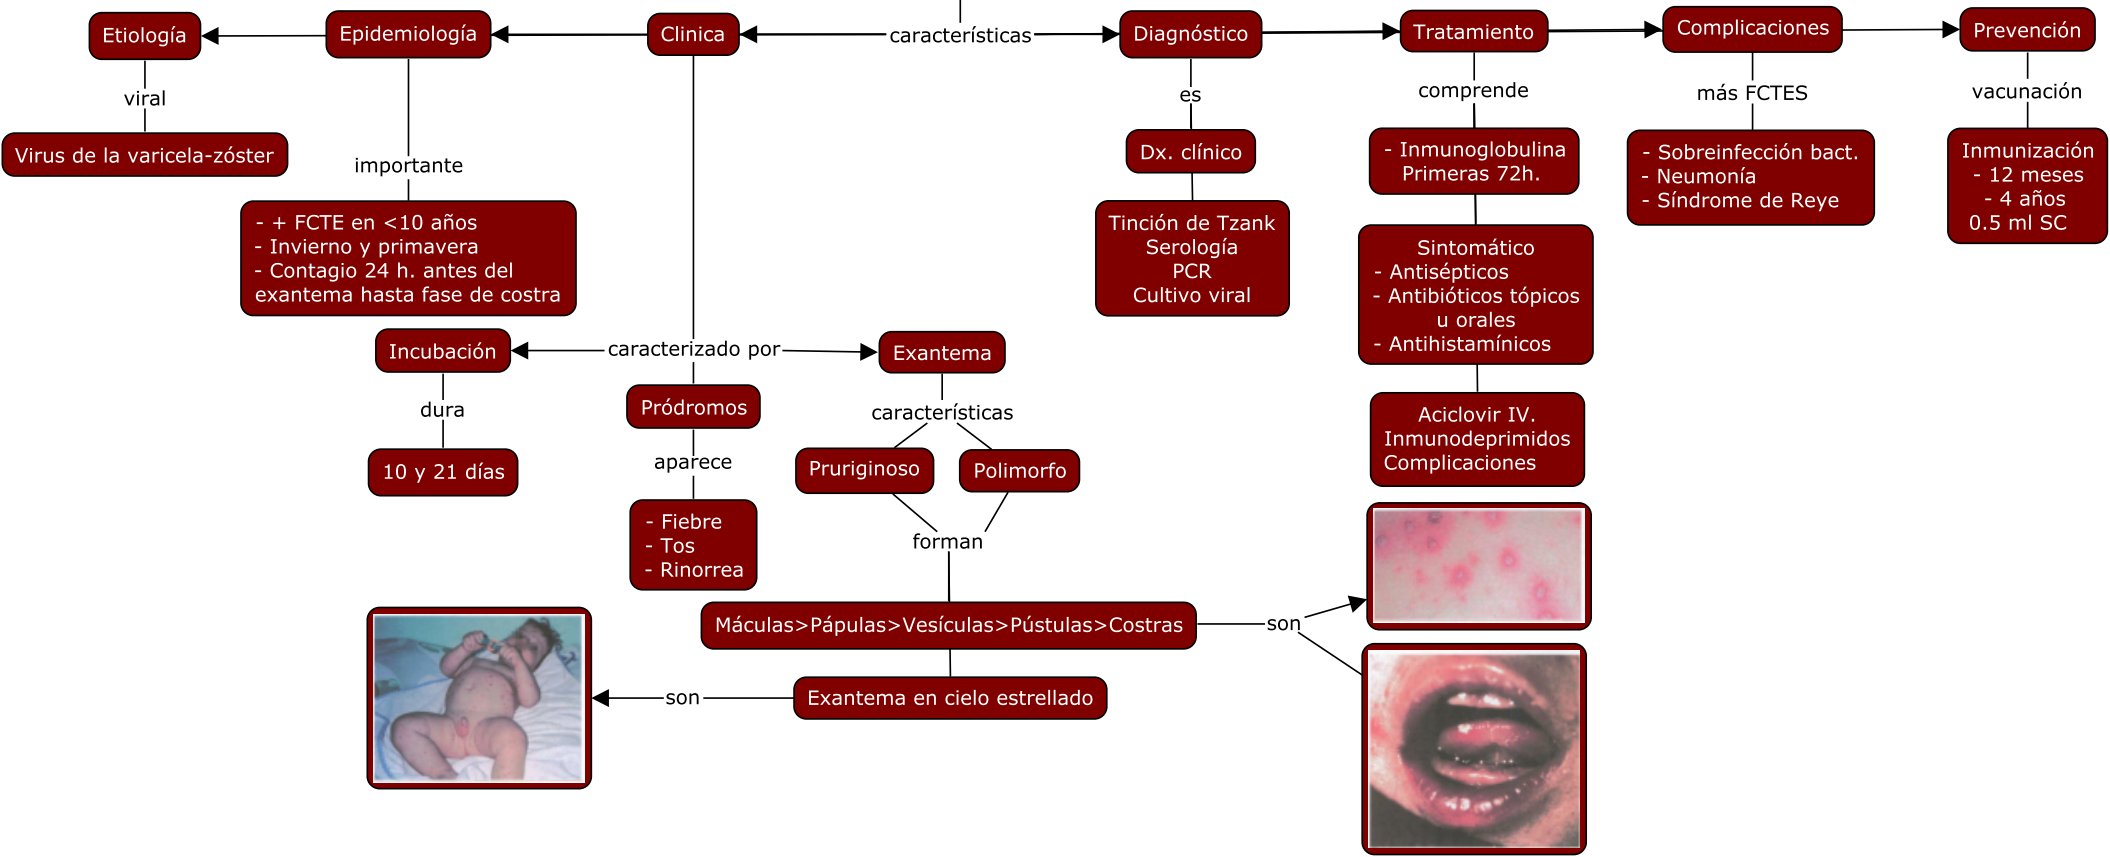 Etiología
Epidemiología
Clinica
características
Diagnóstico
Tratamiento
Complicaciones
Prevención
viral
Virus de la varicela-zóster
importante
- + FCTE en <10 años
- Invierno y primavera
- Contagio 24 h. antes del
exantema hasta fase de costra
caracterizado por
Incubación
dura
10 y 21 días
Pródromos
aparece
- Fiebre
- Tos
- Rinorrea
Exantema
características
Pruriginoso
Polimorfo
forman
Máculas>Pápulas>Vesículas>Pústulas>Costras
son
Exantema en cielo estrellado
son
es
Dx. clínico
Tinción de Tzank
Serología
PCR
Cultivo viral
comprende
- Inmunoglobulina
Primeras 72h.
Sintomático
- Antisépticos
- Antibióticos tópicos
u orales
- Antihistamínicos
Aciclovir IV.
Inmunodeprimidos
Complicaciones
más FCTES
- Sobreinfección bact.
- Neumonía
- Síndrome de Reye
vacunación
Inmunización
- 12 meses
- 4 años
0.5 ml SC